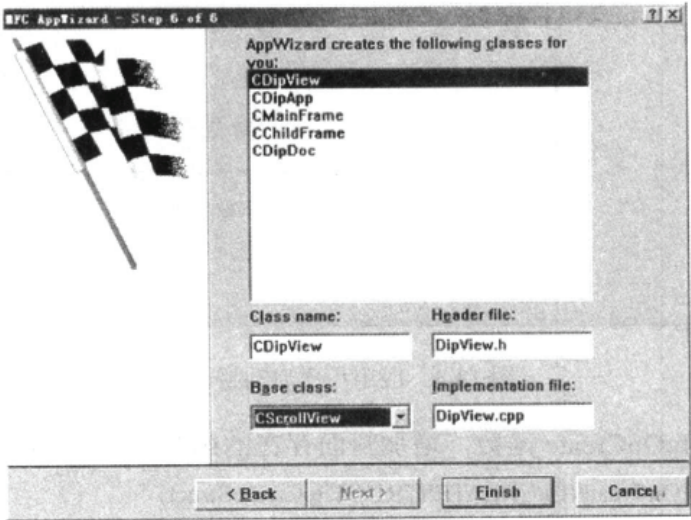 MFC AppWizard - Step 6 of 6
AppWizard creates the following classes for
you:
CDipView
CDipApp
CMainFrame
CChildFrame
CDipDoc
Class name:
Header file:
CDipView
DipView.h
Base class:
Implementation file:
CScrollView
DipView.cpp
< Back
Next >
Finish
Cancel